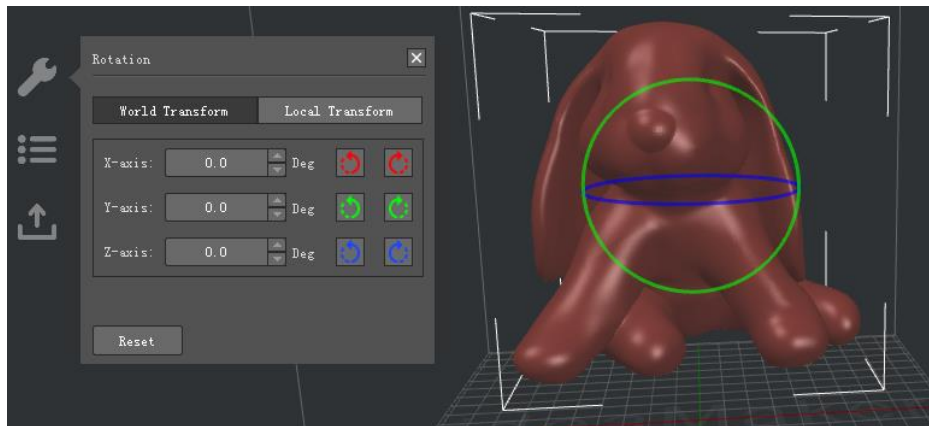 Rotation
World Transform Local Transform
X-axis: 0.0 Deg
Y-axis: 0.0 Deg
Z-axis: 0.0 Deg
Reset